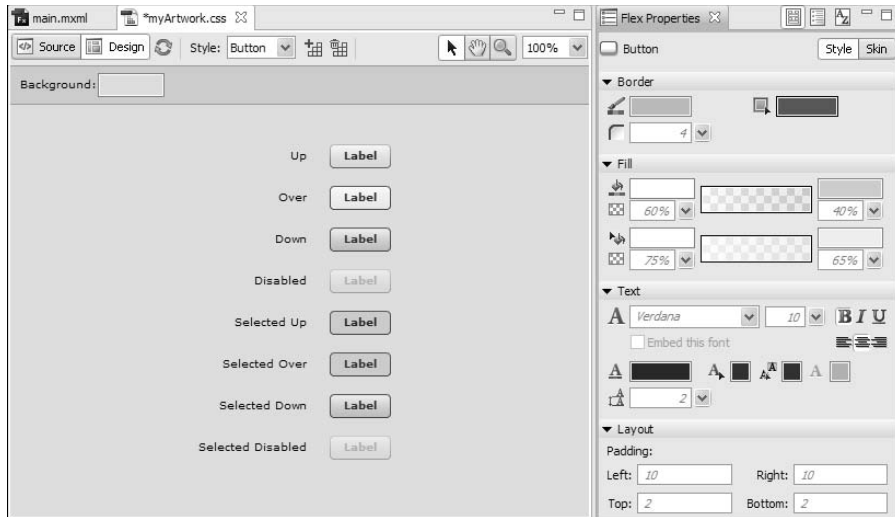 main.mxml
*myArtwork.css
Flex Properties
Source
Design
Style:
Button
100%
Button
Style
Skin
Background:
Border
4
Up
Label
Fill
Over
Label
60%
40%
Down
Label
75%
65%
Disabled
Label
Text
Selected Up
Label
A
Verdana
10
B I U
Embed this font
Selected Over
Label
2
Selected Down
Label
Layout
Selected Disabled
Label
Padding:
Left:
10
Right:
10
Top:
2
Bottom:
2